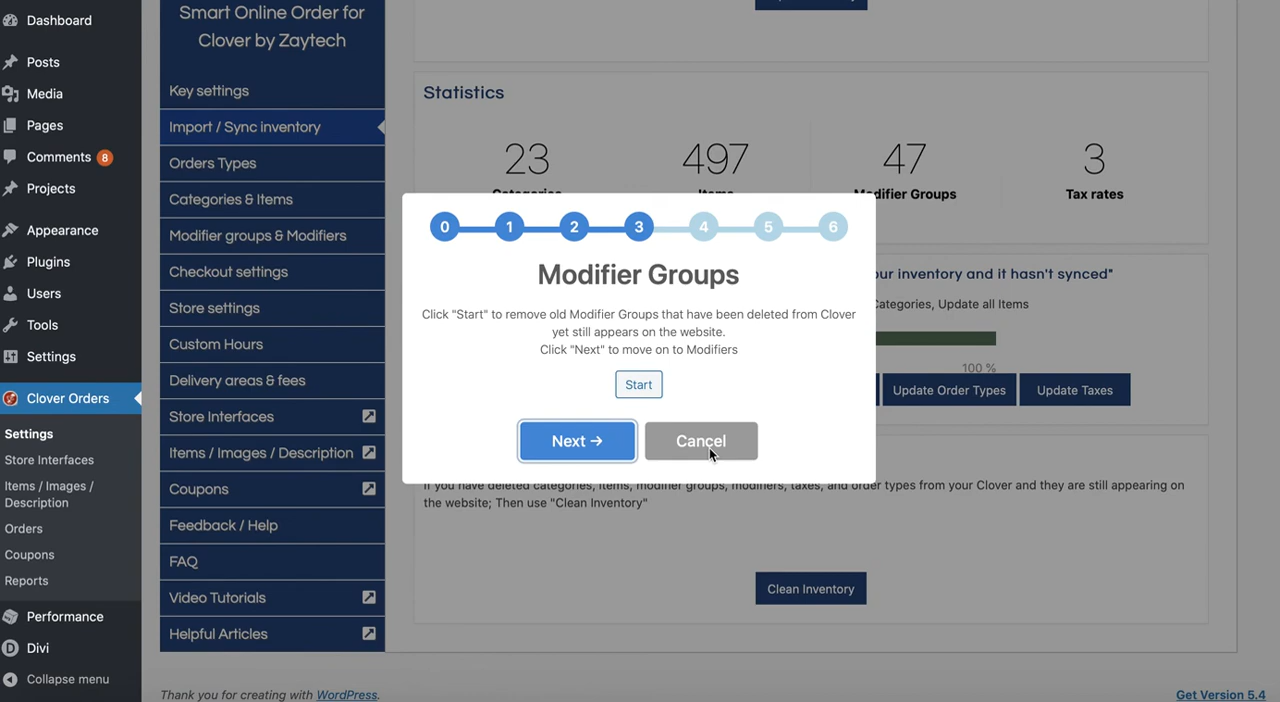 Dashboard
Posts
Media
Pages
Comments 8
Projects
Appearance
Plugins
Users
Tools
Settings
Clover Orders
Settings
Store Interfaces
Items / Images /
Description
Orders
Coupons
Reports
Performance
Divi
Collapse menu
Smart Online Order for
Clover by Zaytech
Key settings
Import / Sync inventory
Orders Types
Categories & Items
Modifier groups & Modifiers
Checkout settings
Store settings
Custom Hours
Delivery areas & fees
Store Interfaces
Items / Images / Description
Coupons
Feedback / Help
FAQ
Video Tutorials
Helpful Articles
Statistics
23 497 47 3
Categories Items Modifier Groups Tax rates
0 1 2 3 4 5 6
Modifier Groups
Click "Start" to remove old Modifier Groups that have been deleted from Clover
yet still appears on the website.
Click "Next" to move on to Modifiers
Start
Next → Cancel
our inventory and it hasn't synced"
Categories, Update all Items
100 %
Update Order Types Update Taxes
If you have deleted categories, items, modifier groups, modifiers, taxes, and order types from your Clover and they are still appearing on
the website; Then use "Clean Inventory"
Clean Inventory
Thank you for creating with WordPress.
Get Version 5.4